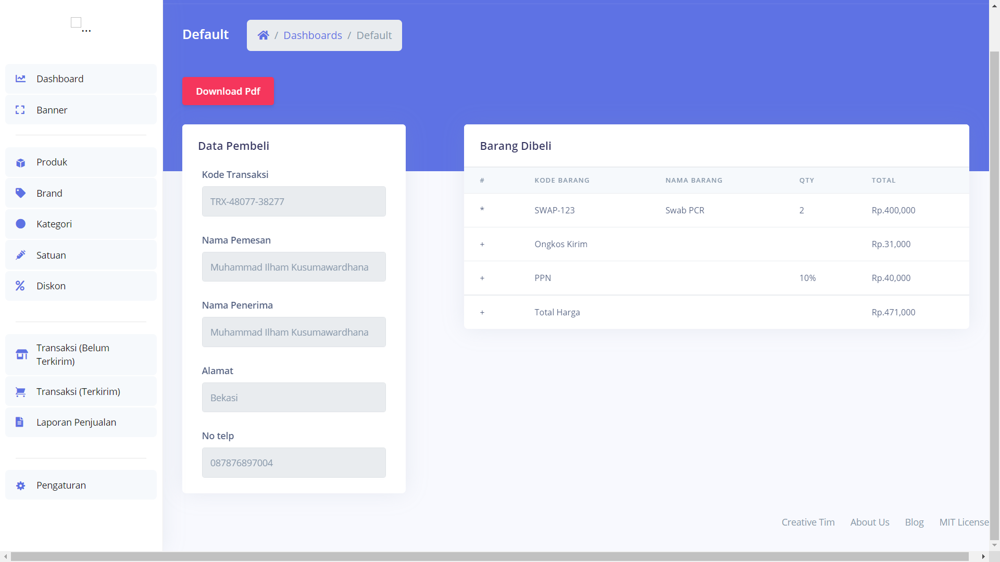 ...
Dashboard
Banner
Produk
Brand
Kategori
Satuan
Diskon
Transaksi (Belum
Terkirim)
Transaksi (Terkirim)
Laporan Penjualan
Pengaturan
Default
/ Dashboards / Default
Download Pdf
Data Pembeli
Kode Transaksi
TRX-48077-38277
Nama Pemesan
Muhammad Ilham Kusumawardhana
Nama Penerima
Muhammad Ilham Kusumawardhana
Alamat
Bekasi
No telp
087876897004
Barang Dibeli
# KODE BARANG NAMA BARANG QTY TOTAL
* SWAP-123 Swab PCR 2 Rp.400,000
+ Ongkos Kirim Rp.31,000
+ PPN 10% Rp.40,000
+ Total Harga Rp.471,000
Creative Tim About Us Blog MIT License